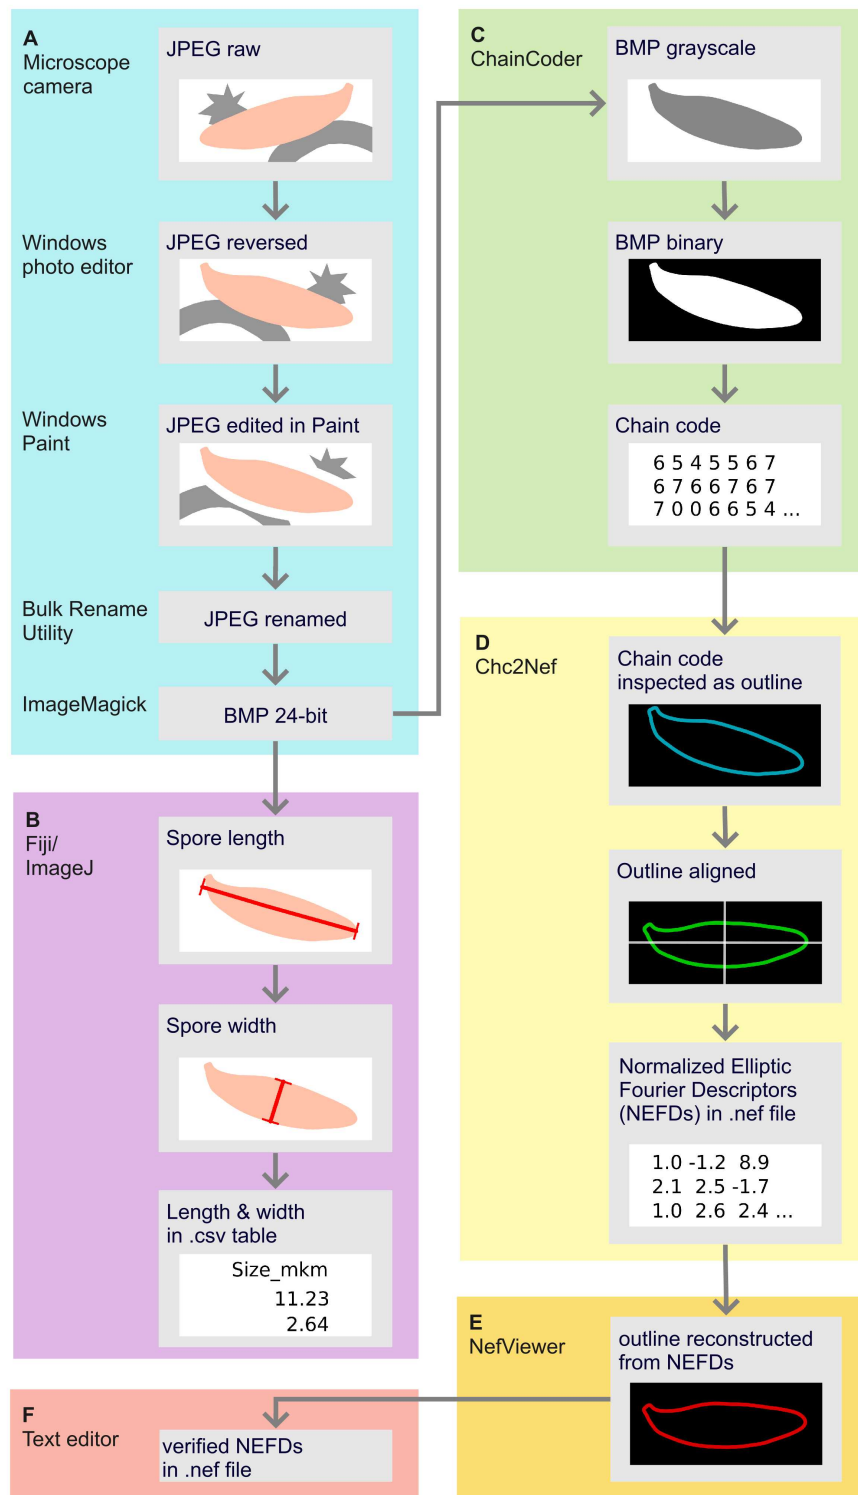 A
Microscope
camera
JPEG raw
Windows
photo editor
JPEG reversed
Windows
Paint
JPEG edited in Paint
Bulk Rename
Utility
JPEG renamed
ImageMagick
BMP 24-bit
B
Fiji/
ImageJ
Spore length
Spore width
Length & width
in .csv table
Size_mkm
11.23
2.64
C
ChainCoder
BMP grayscale
BMP binary
Chain code
6 5 4 5 5 6 7
6 7 6 6 7 6 7
7 0 0 6 6 5 4 ...
D
Chc2Nef
Chain code
inspected as outline
Outline aligned
Normalized Elliptic
Fourier Descriptors
(NEFDs) in .nef file
1.0 -1.2 8.9
2.1 2.5 -1.7
1.0 2.6 2.4 ...
E
NefViewer
outline reconstructed
from NEFDs
F
Text editor
verified NEFDs
in .nef file